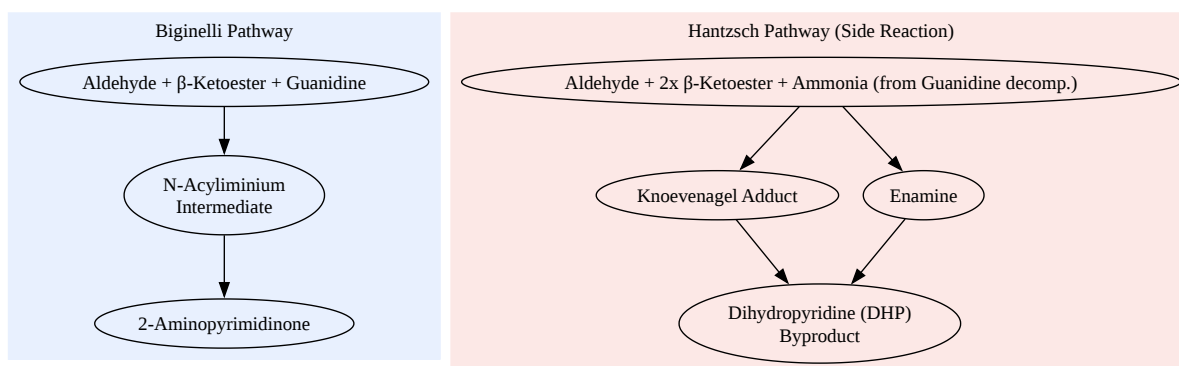 Biginelli Pathway
Aldehyde + β-Ketoester + Guanidine
N-Acyliminium
Intermediate
2-Aminopyrimidinone
Hantzsch Pathway (Side Reaction)
Aldehyde + 2x β-Ketoester + Ammonia (from Guanidine decomp.)
Knoevenagel Adduct
Enamine
Dihydropyridine (DHP)
Byproduct